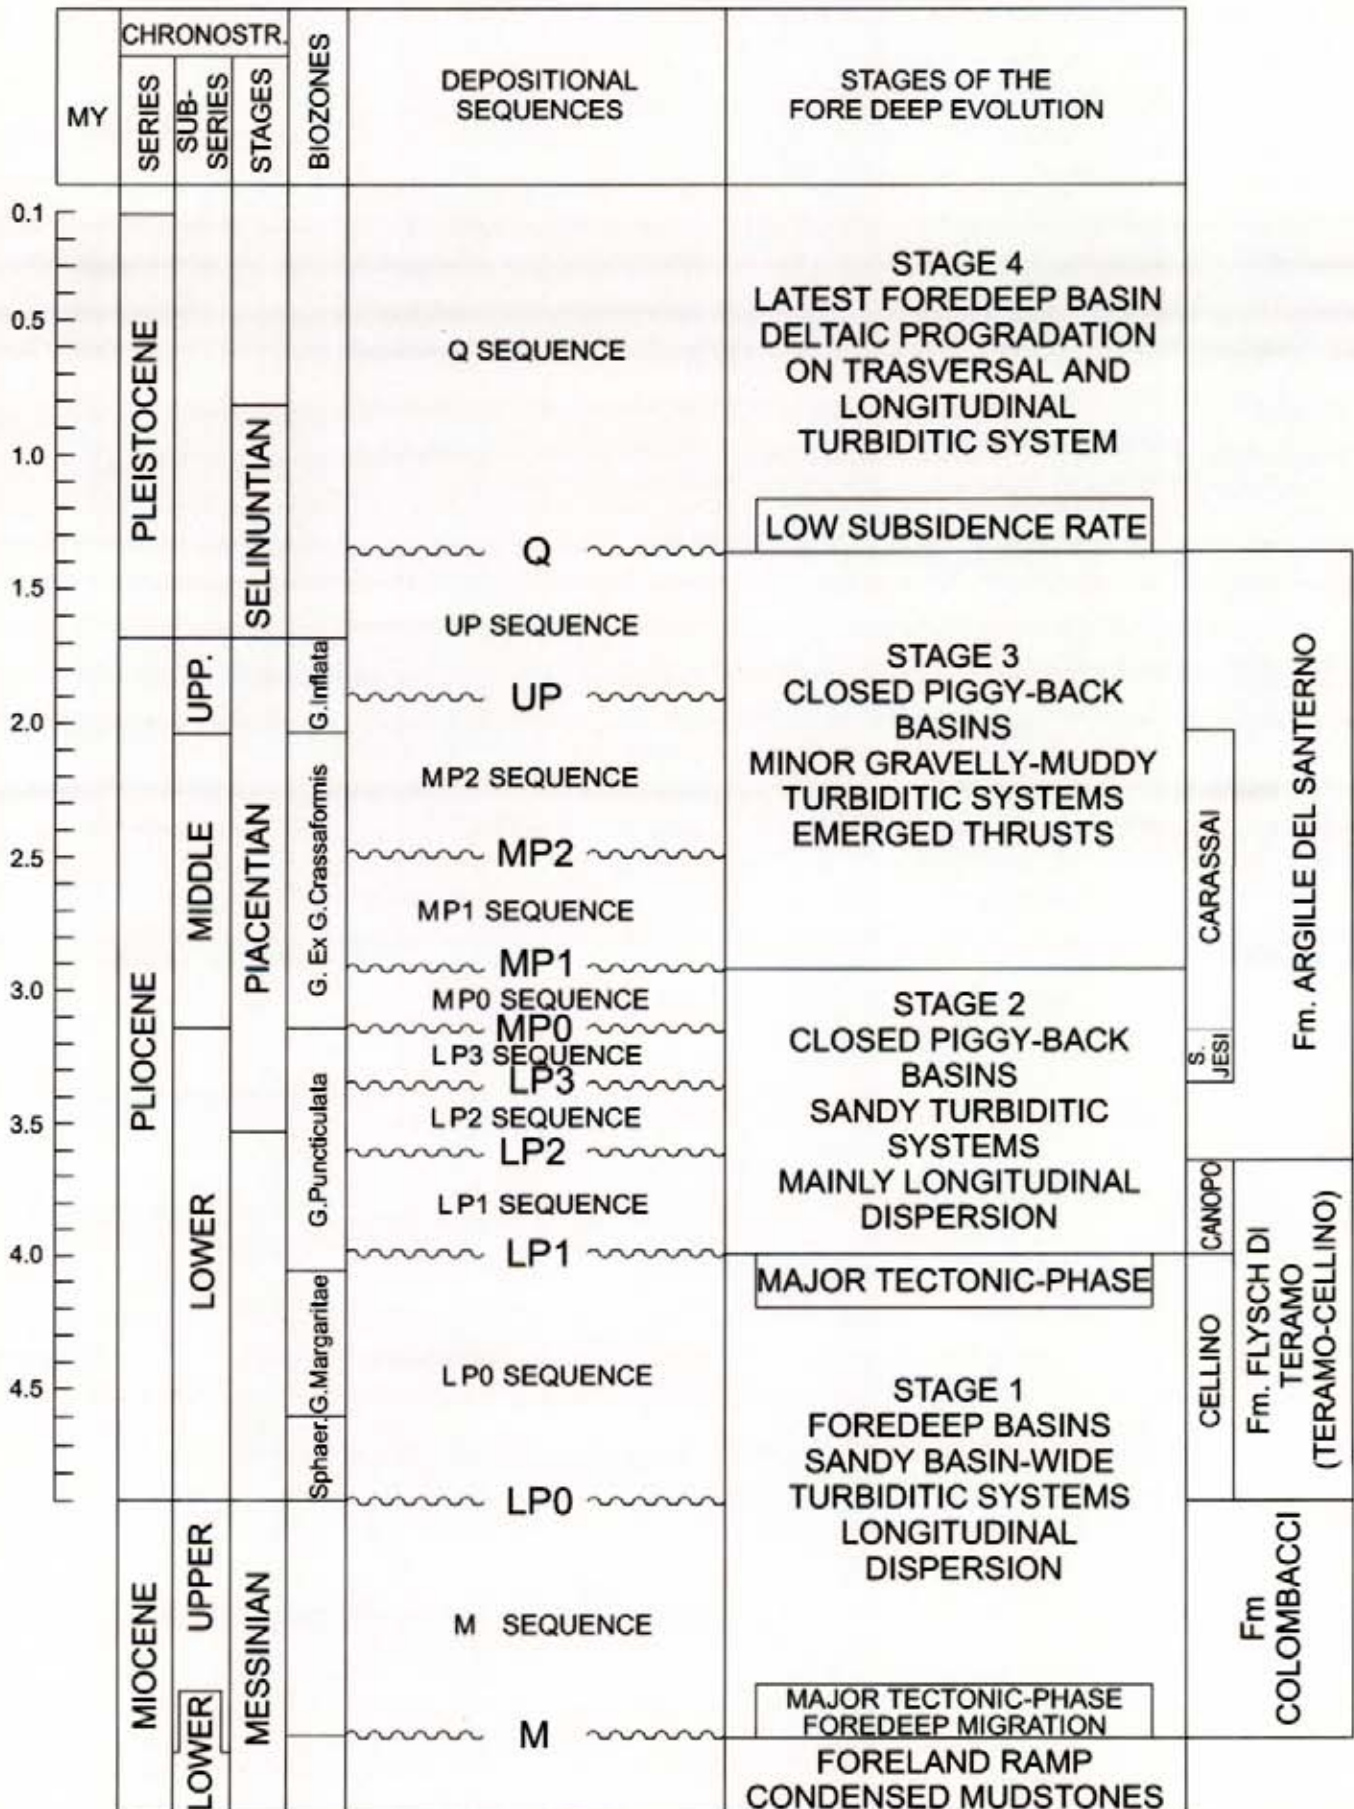 CHRONOSTR.
MY
SERIES
SUB-
SERIES
STAGES
BIOZONES
DEPOSITIONAL
SEQUENCES
STAGES OF THE
FORE DEEP EVOLUTION
0.1
0.5
1.0
1.5
2.0
2.5
3.0
3.5
4.0
4.5
PLEISTOCENE
PLIOCENE
MIOCENE
UPP.
MIDDLE
LOWER
UPPER
LOWER
SELINUNTIAN
PIACENTIAN
MESSINIAN
G.Inflata
G. Ex G.Crassaformis
G.Puncticulata
G.Margaritae
Sphaer.
Q SEQUENCE
Q
UP SEQUENCE
UP
MP2 SEQUENCE
MP2
MP1 SEQUENCE
MP1
MP0 SEQUENCE
MP0
LP3 SEQUENCE
LP3
LP2 SEQUENCE
LP2
LP1 SEQUENCE
LP1
LP0 SEQUENCE
LP0
M SEQUENCE
M
STAGE 4
LATEST FOREDEEP BASIN
DELTAIC PROGRADATION
ON TRASVERSAL AND
LONGITUDINAL
TURBIDITIC SYSTEM
LOW SUBSIDENCE RATE
STAGE 3
CLOSED PIGGY-BACK
BASINS
MINOR GRAVELLY-MUDDY
TURBIDITIC SYSTEMS
EMERGED THRUSTS
STAGE 2
CLOSED PIGGY-BACK
BASINS
SANDY TURBIDITIC
SYSTEMS
MAINLY LONGITUDINAL
DISPERSION
MAJOR TECTONIC-PHASE
STAGE 1
FOREDEEP BASINS
SANDY BASIN-WIDE
TURBIDITIC SYSTEMS
LONGITUDINAL
DISPERSION
MAJOR TECTONIC-PHASE
FOREDEEP MIGRATION
FORELAND RAMP
CONDENSED MUDSTONES
CARASSAI
S.
JESI
CANOPO
CELLINO
Fm. ARGILLE DEL SANTERNO
Fm. FLYSCH DI
TERAMO
(TERAMO-CELLINO)
Fm
COLOMBACCI